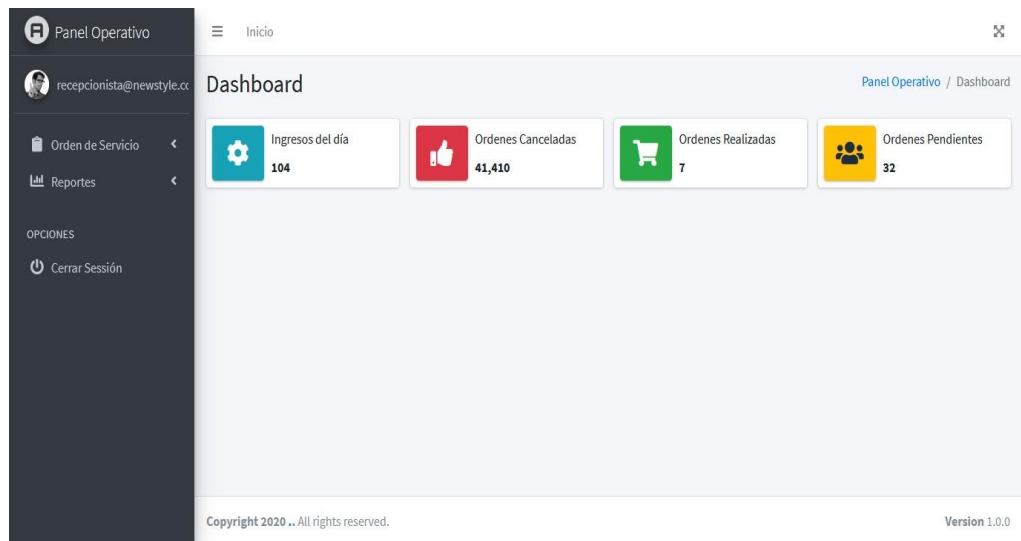 Panel Operativo
Inicio
recepcionista@newstyle.cc
Dashboard
Panel Operativo / Dashboard
Orden de Servicio
Reportes
OPCIONES
Cerrar Sessión
Ingresos del día
104
Ordenes Canceladas
41,410
Ordenes Realizadas
7
Ordenes Pendientes
32
Copyright 2020 .. All rights reserved.
Version 1.0.0